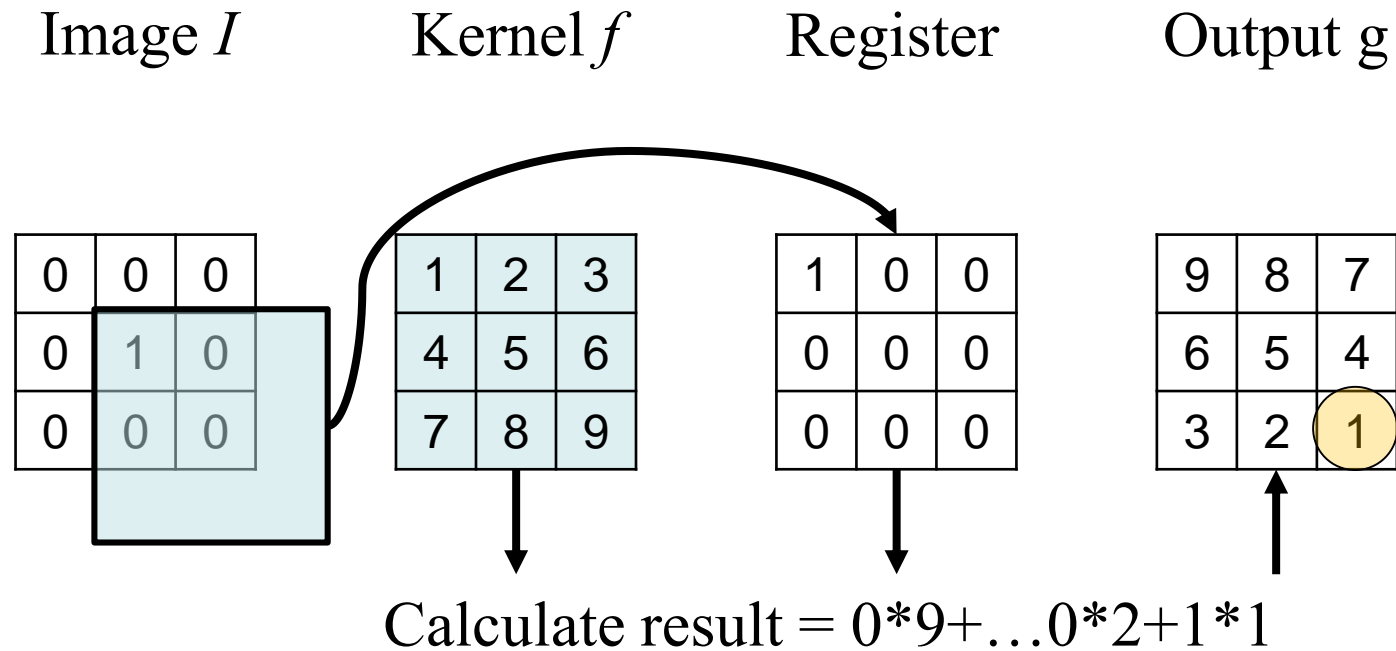 Image I Kernel f Register Output g
0 0 0 1 2 3 1 0 0 9 8 7
0 1 0 4 5 6 0 0 0 6 5 4
0 0 0 7 8 9 0 0 0 3 2 1
Calculate result = 0*9+…0*2+1*1